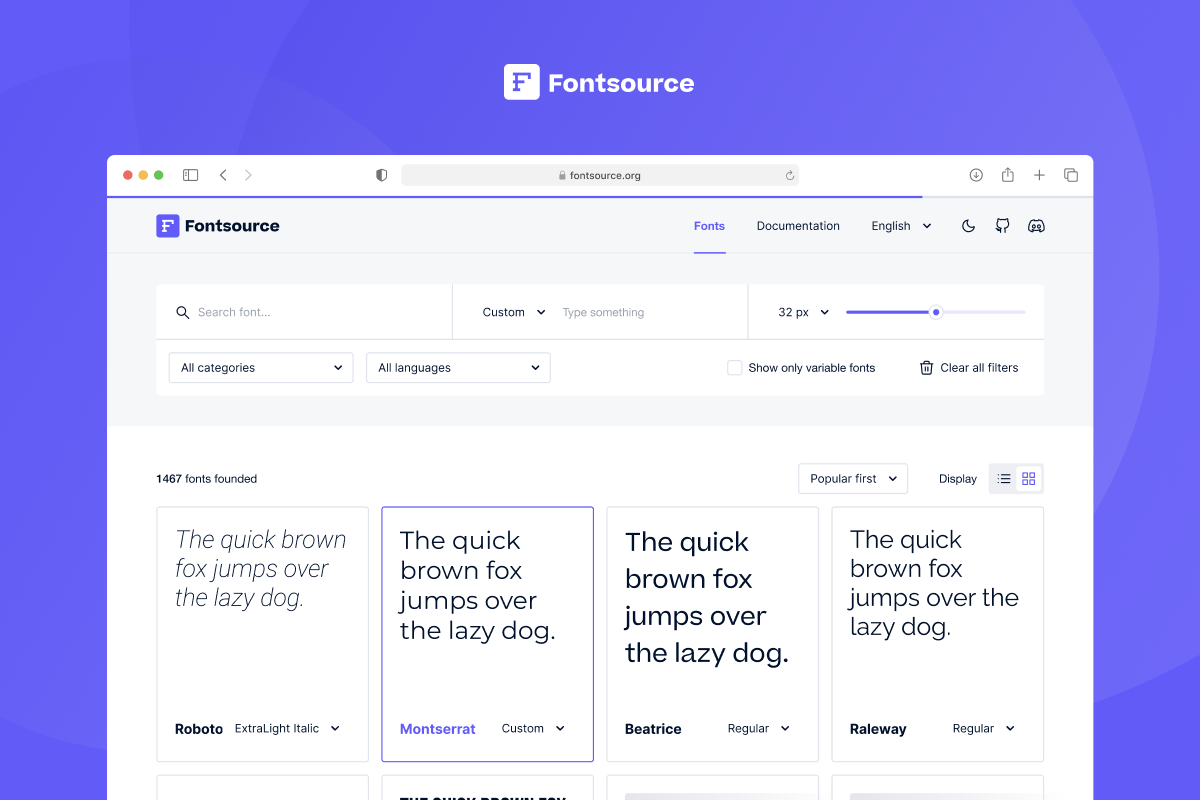 Fontsource
fontsource.org
Fontsource
Fonts
Documentation
English
Search font...
Custom
Type something
32 px
All categories
All languages
Show only variable fonts
Clear all filters
1467 fonts founded
Popular first
Display
The quick brown
fox jumps over
the lazy dog.
Roboto
ExtraLight Italic
The quick
brown fox
jumps over
the lazy dog.
Montserrat
Custom
The quick
brown fox
jumps over
the lazy dog.
Beatrice
Regular
The quick
brown fox
jumps over the
lazy dog.
Raleway
Regular
THE QUICK BROWN FOX